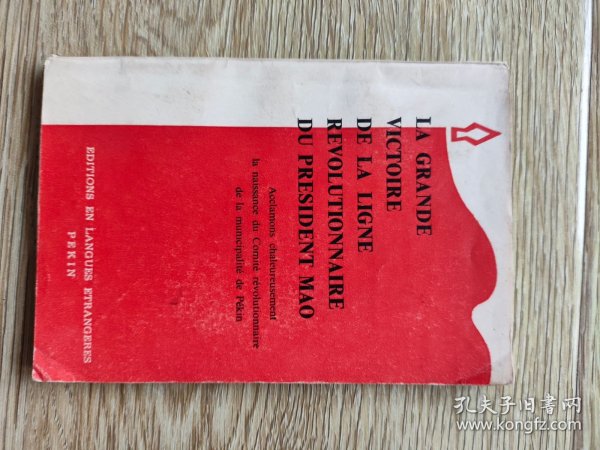 LA GRANDE
VICTOIRE
DE LA LIGNE
REVOLUTIONNAIRE
DU PRESIDENT MAO
Acclamons chaleureusement
la naissance du Comité révolutionnaire
de la municipalité de Pékin
EDITIONS EN LANGUES ETRANGERES
PEKIN
孔夫子旧书网
www.kongfz.com